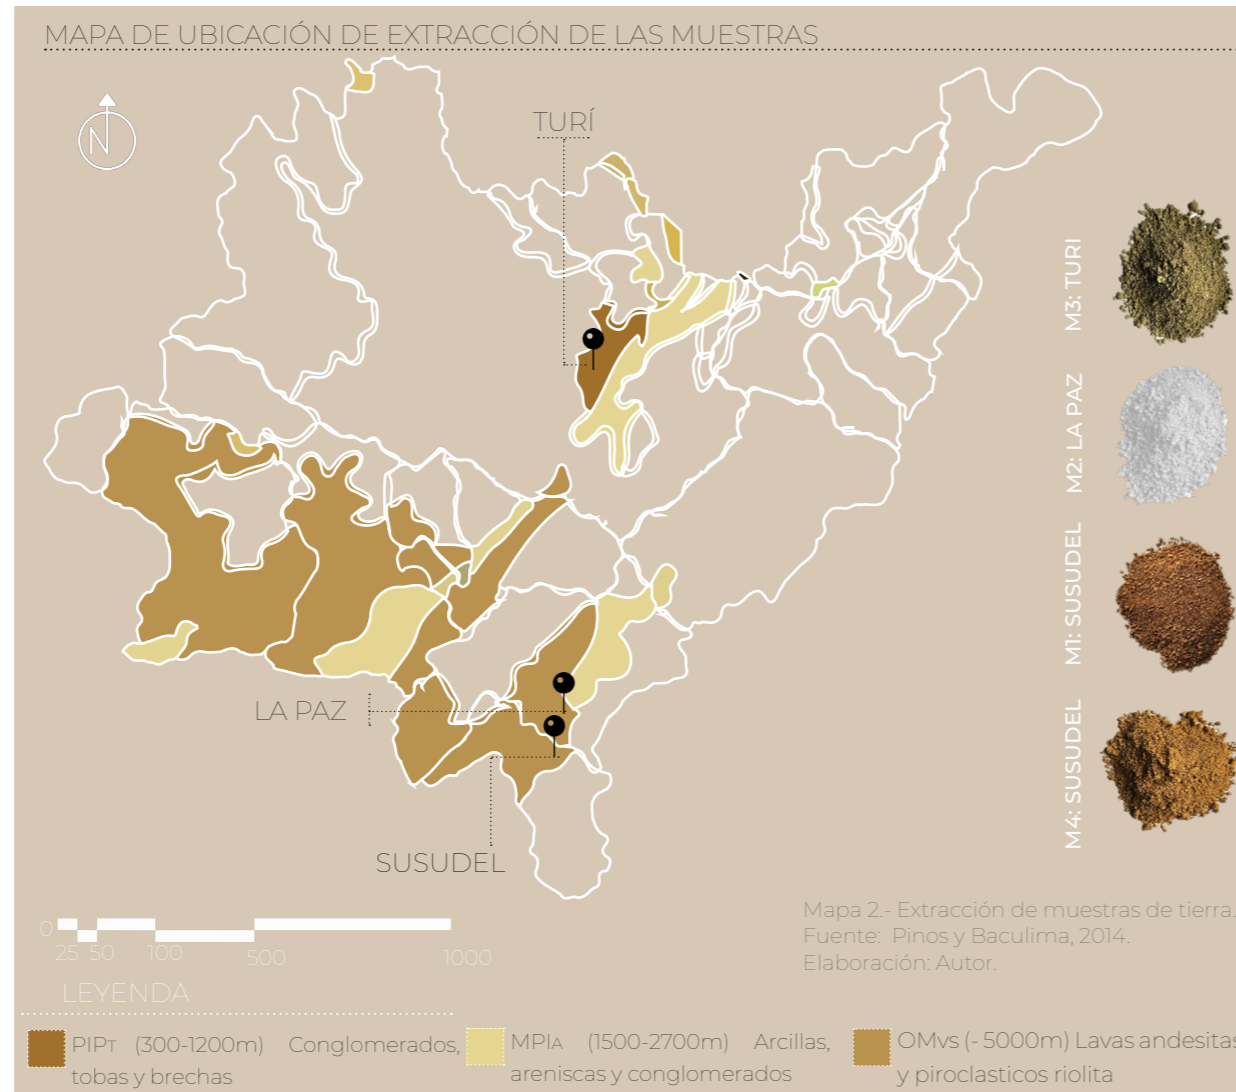 MAPA DE UBICACIÓN DE EXTRACCIÓN DE LAS MUESTRAS
N
TURÍ
M3: TURI
M2: LA PAZ
M1: SUSUDEL
M4: SUSUDEL
LA PAZ
SUSUDEL
0
25 50 100 500 1000
Mapa 2.- Extracción de muestras de tierra.
Fuente: Pinos y Baculima, 2014.
Elaboración: Autor.
LEYENDA
PIPT (300-1200m) Conglomerados,
tobas y brechas
MPIA (1500-2700m) Arcillas,
areniscas y conglomerados
OMvs (- 5000m) Lavas andesitas
y piroclasticos riolita